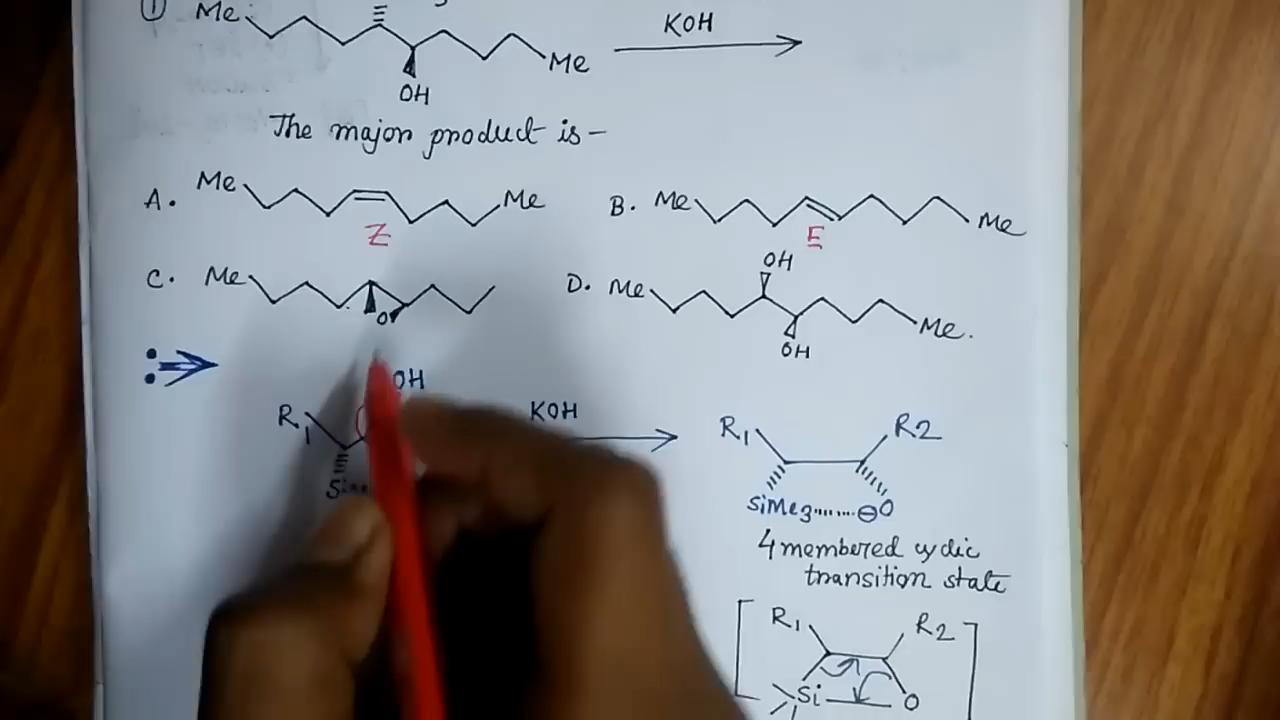 ① Me
KOH
Me
OH
The major product is-
A. Me Me
Z
B. Me Me
E
C. Me
O
D. Me OH
OH Me.
OH
R1
KOH
R1 R2
SiMe3......⊖O
4 membered cyclic
transition state
R1 R2
Si O